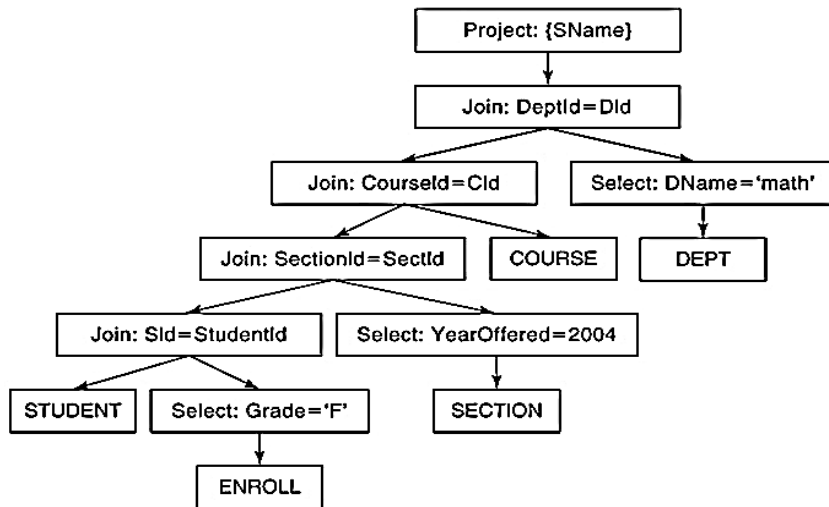 Project: {SName}
Join: DeptId=DId
Join: CourseId=CId
Select: DName=‘math’
Join: SectionId=SectId
COURSE
DEPT
Join: SId=StudentId
Select: YearOffered=2004
STUDENT
Select: Grade=‘F’
SECTION
ENROLL